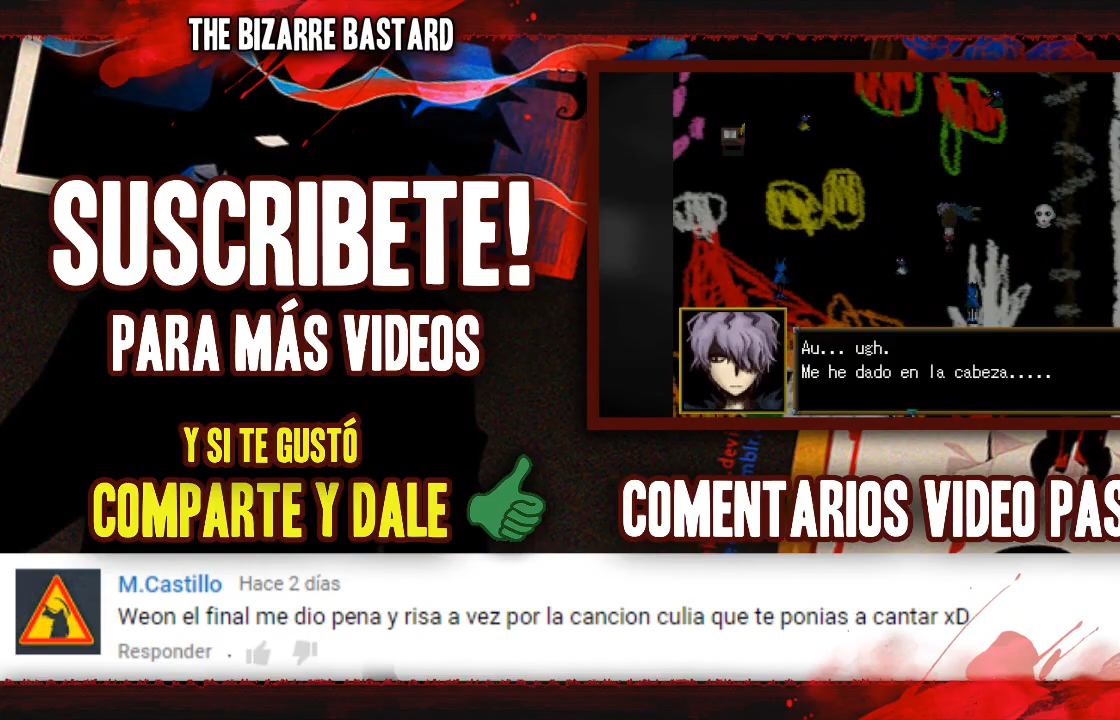 THE BIZARRE BASTARD
SUSCRIBETE!
PARA MÁS VIDEOS
Y SI TE GUSTÓ
COMPARTE Y DALE
Au... ugh.
Me he dado en la cabeza.....
COMENTARIOS VIDEO PAS
M.Castillo Hace 2 días
Weon el final me dio pena y risa a vez por la cancion culia que te ponias a cantar xD
Responder .